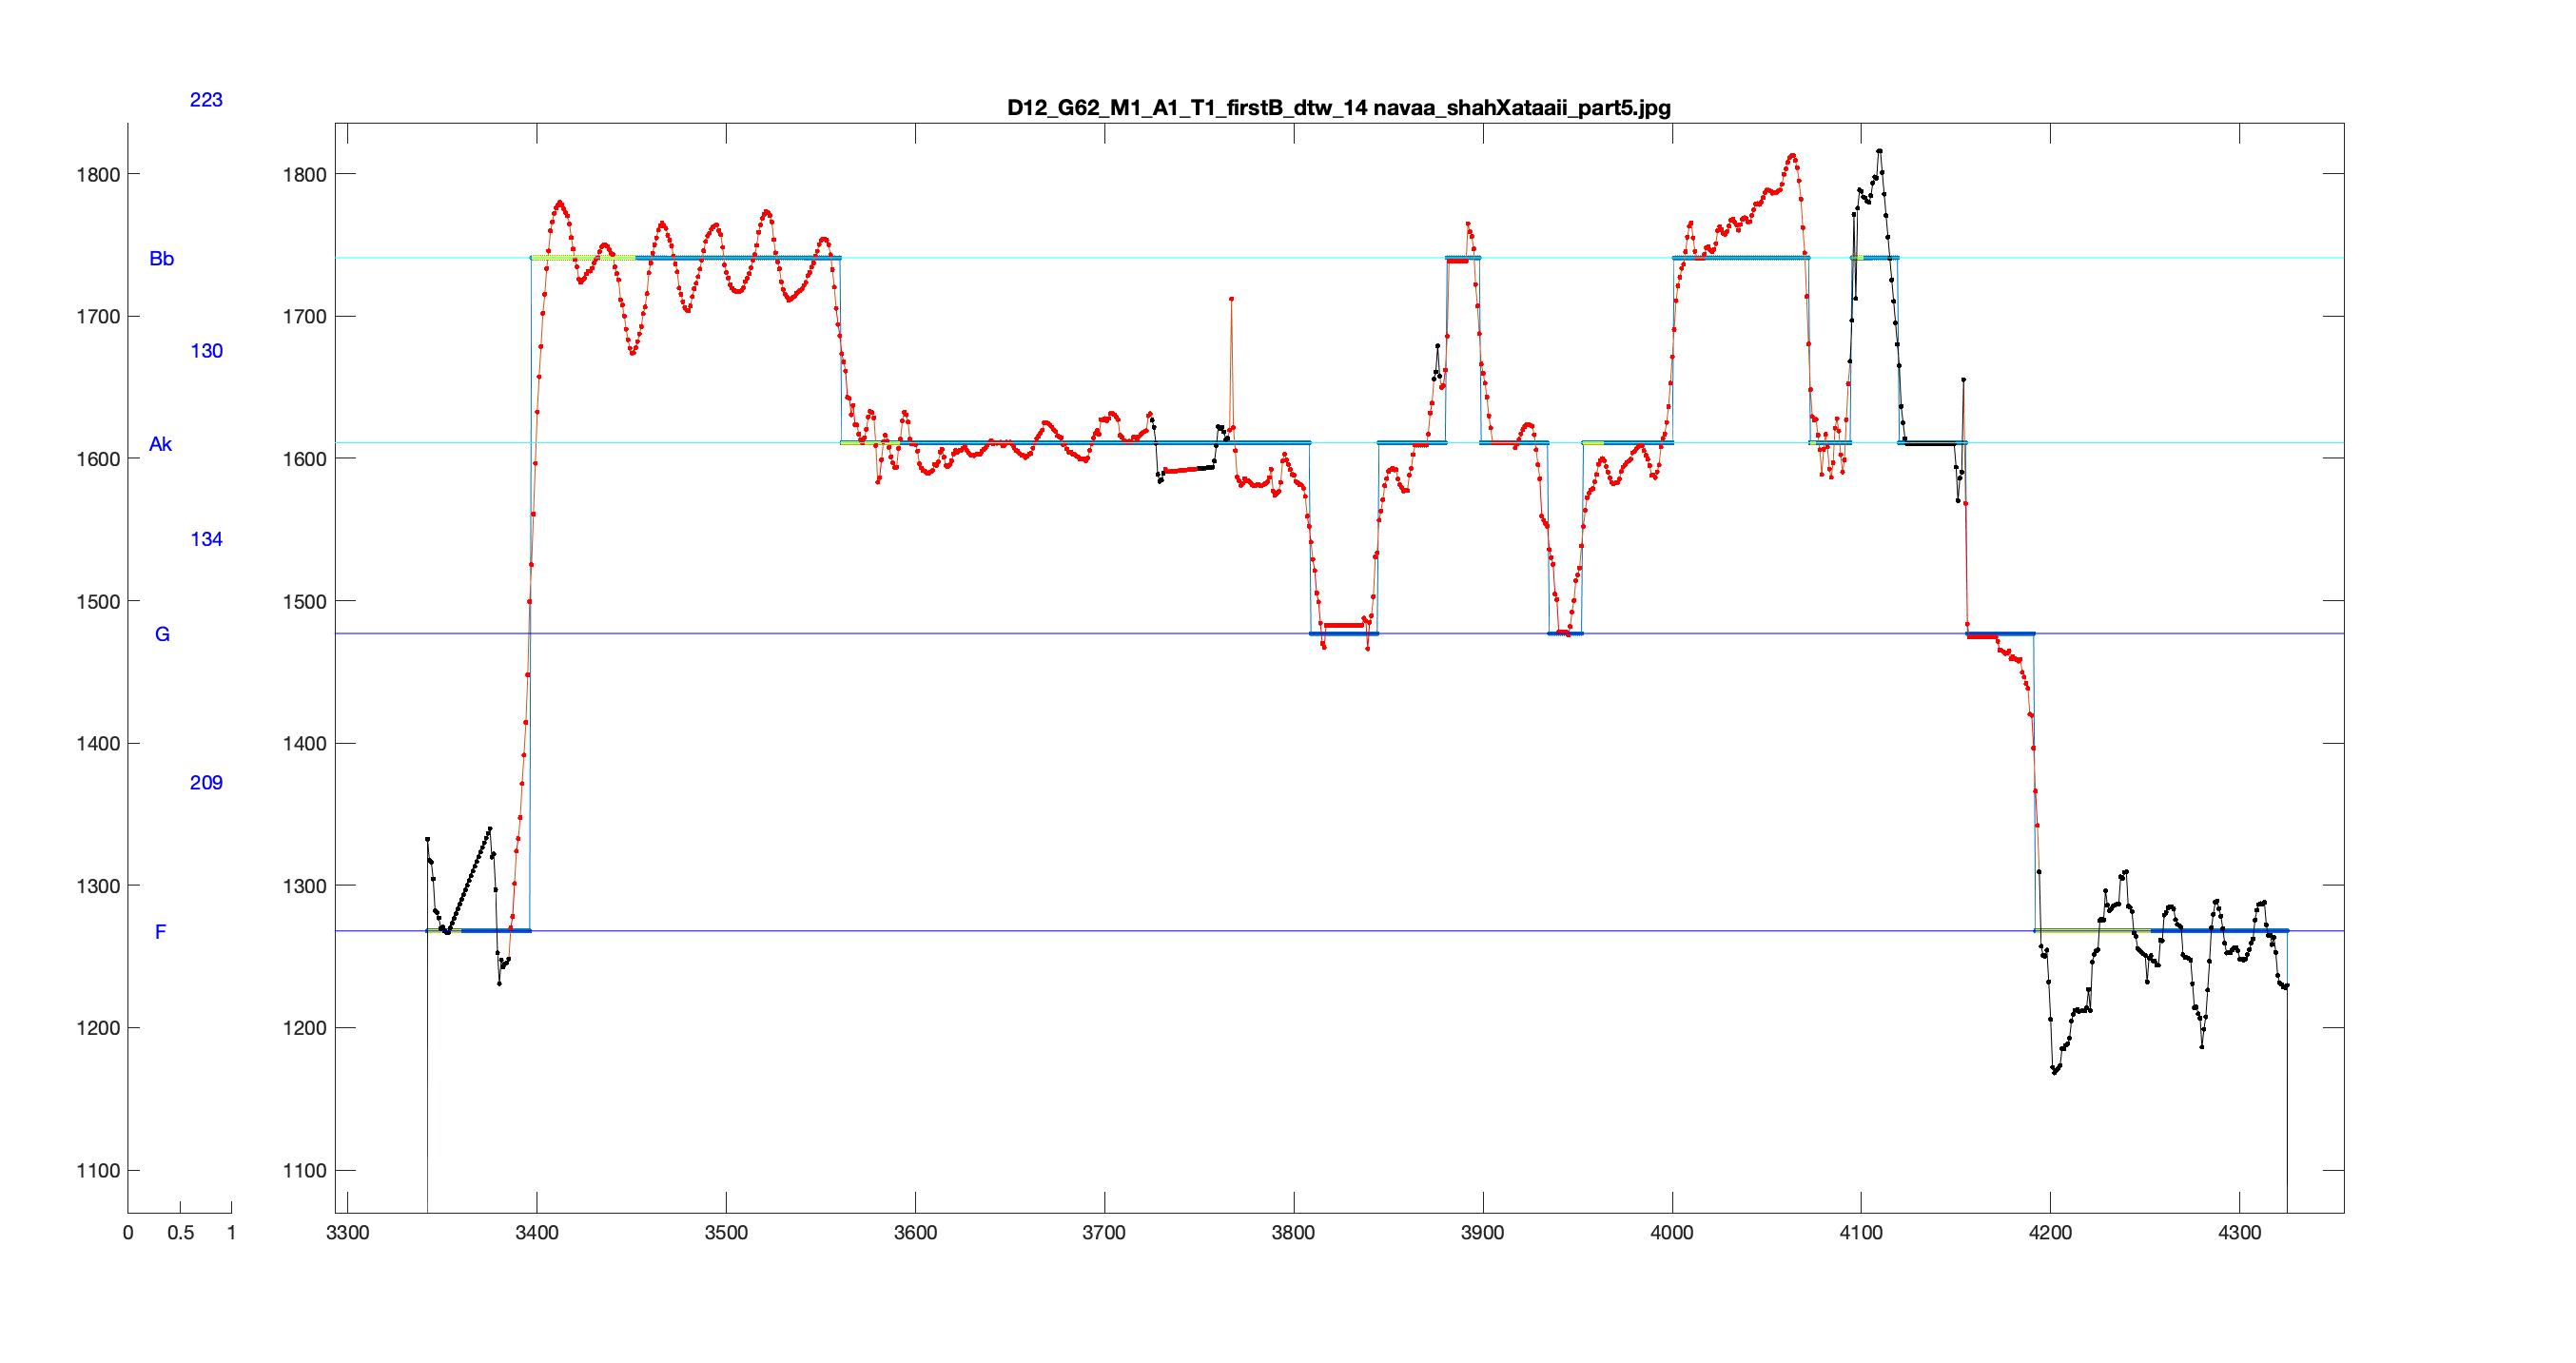 223
D12_G62_M1_A1_T1_firstB_dtw_14 navaa_shahXataaii_part5.jpg
1800 1800
Bb
1700 1700
130
Ak
1600 1600
134
1500 1500
G
1400 1400
209
1300 1300
F
1200 1200
1100 1100
0 0.5 1 3300 3400 3500 3600 3700 3800 3900 4000 4100 4200 4300